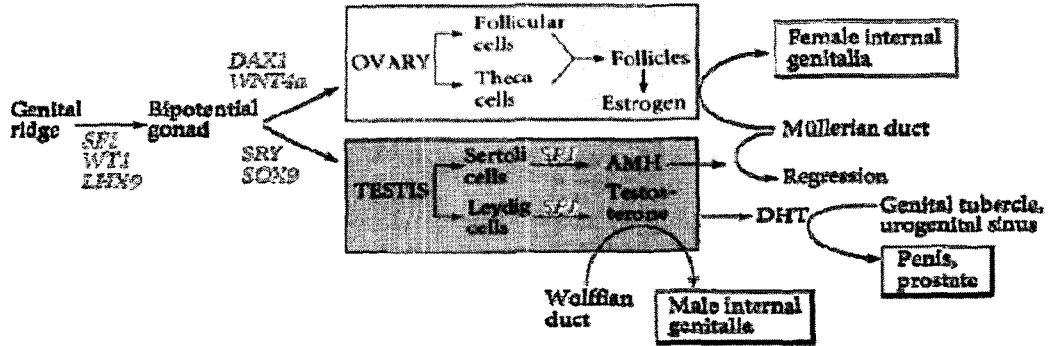 Genital
ridge
SF1
WT1
LHX9
Bipotential
gonad
DAX1
WNT4a
SRY
SOX9
OVARY
Follicular
cells
Theca
cells
Follicles
Estrogen
Female internal
genitalia
Müllerian duct
Regression
TESTIS
Sertoli
cells
SF1
AMH
Leydig
cells
SF1
Testos-
terone
DHT
Genital tubercle,
urogenital sinus
Penis,
prostate
Wolffian
duct
Male internal
genitalia